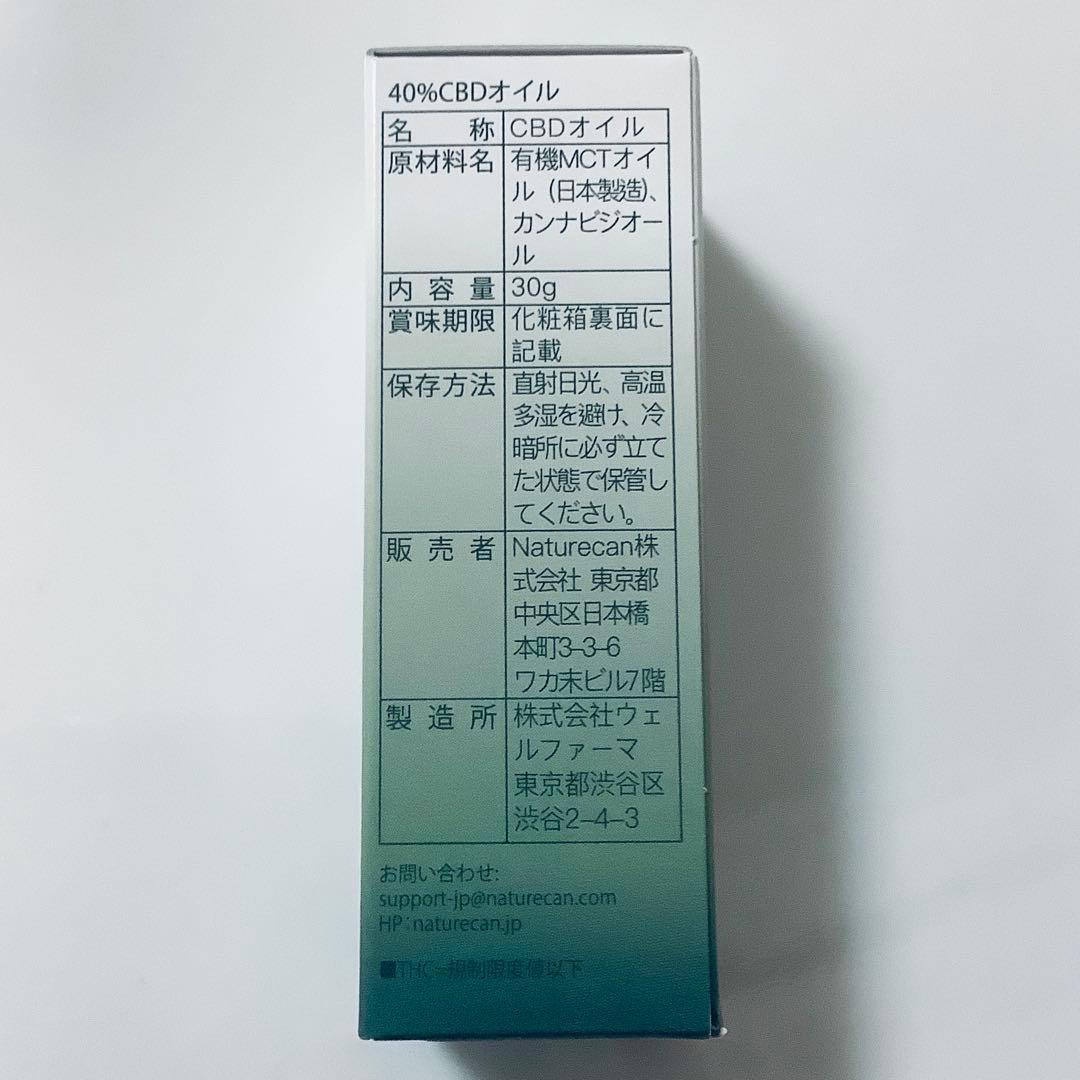 40%CBDオイル
名称 CBDオイル
原材料名 有機MCTオイ
ル（日本製造）、
カンナビジオー
ル
内容量 30g
賞味期限 化粧箱裏面に
記載
保存方法 直射日光、高温
多湿を避け、冷
暗所に必ず立て
た状態で保管し
てください。
販売者 Naturecan株
式会社 東京都
中央区日本橋
本町3-3-6
ワカ末ビル7階
製造所 株式会社ウェ
ルファーマ
東京都渋谷区
渋谷2-4-3
お問い合わせ:
support-jp@naturecan.com
HP：naturecan.jp
■THC=規制限度値以下